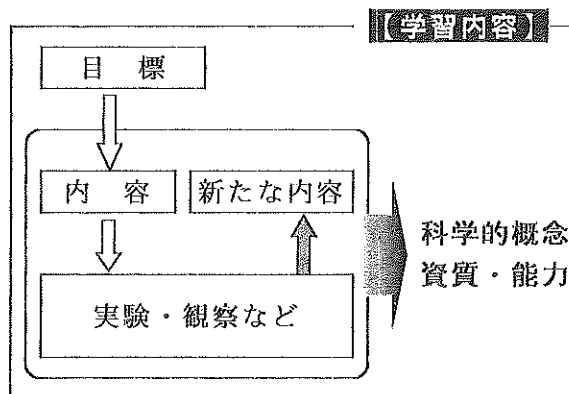 【学習内容】
目標
内容
新たな内容
実験・観察など
科学的概念
資質・能力